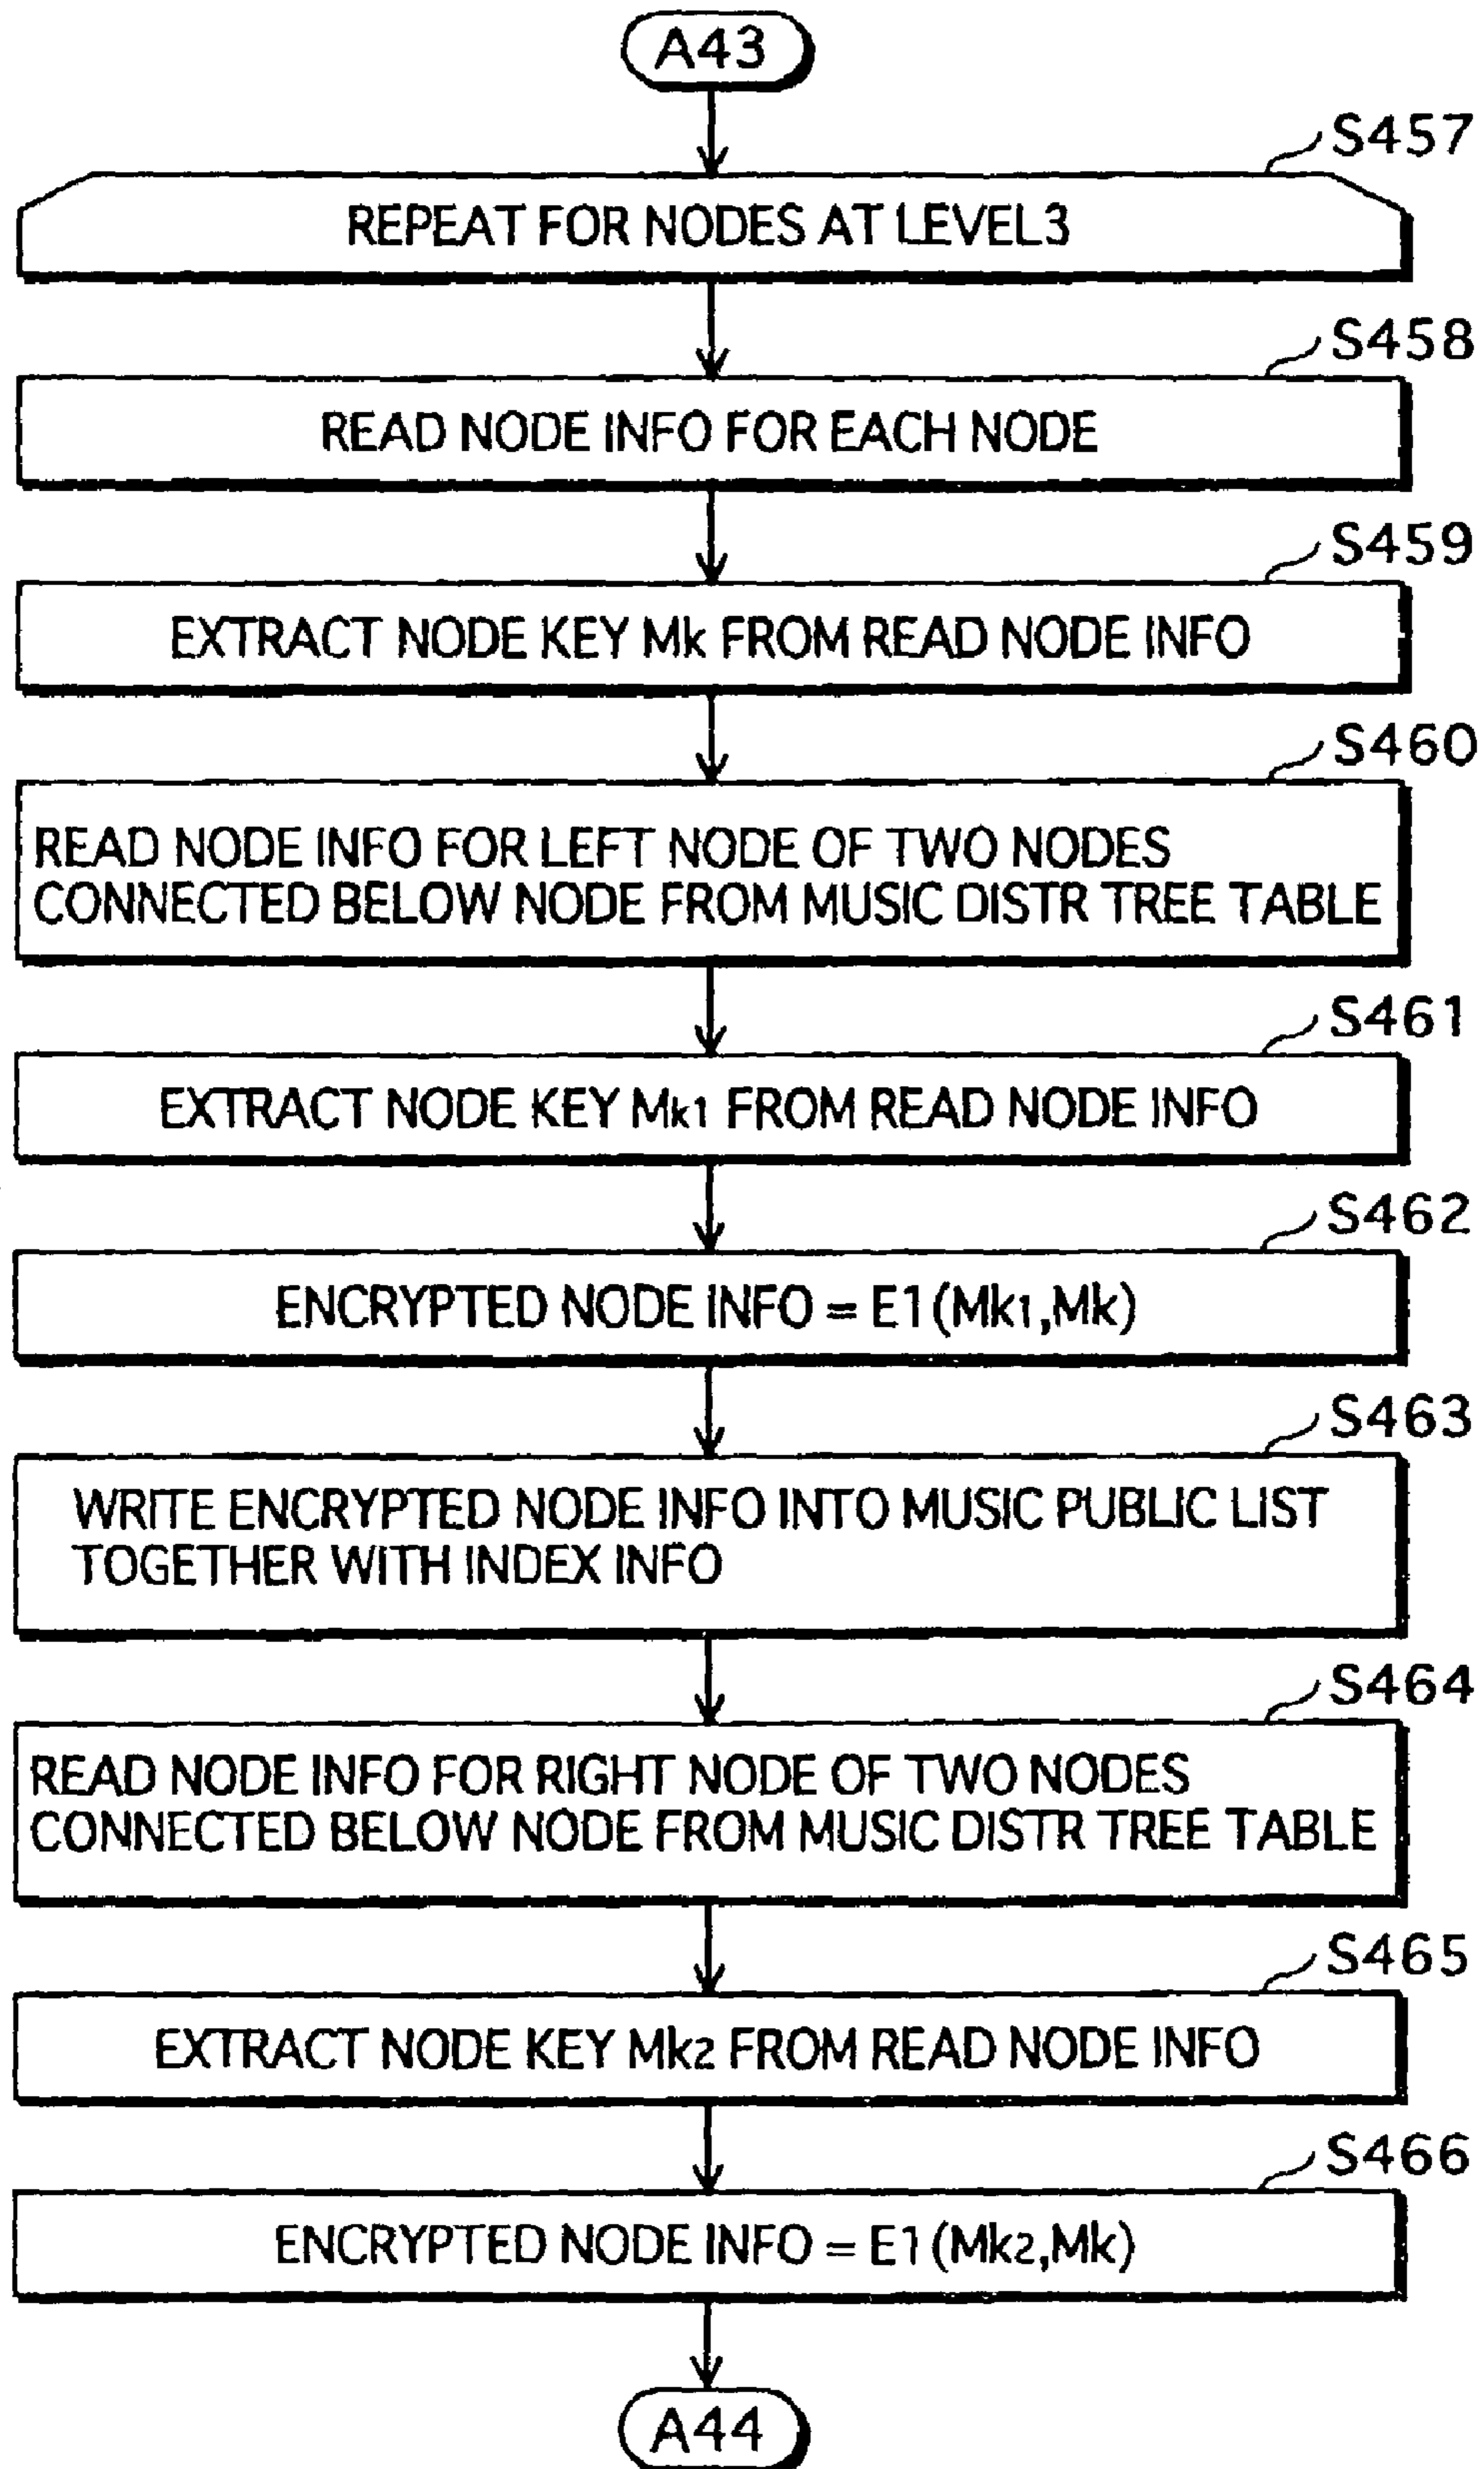 A43
S457
REPEAT FOR NODES AT LEVEL3
S458
READ NODE INFO FOR EACH NODE
S459
EXTRACT NODE KEY Mk FROM READ NODE INFO
S460
READ NODE INFO FOR LEFT NODE OF TWO NODES
CONNECTED BELOW NODE FROM MUSIC DISTR TREE TABLE
S461
EXTRACT NODE KEY Mk1 FROM READ NODE INFO
S462
ENCRYPTED NODE INFO = E1(Mk1,Mk)
S463
WRITE ENCRYPTED NODE INFO INTO MUSIC PUBLIC LIST
TOGETHER WITH INDEX INFO
S464
READ NODE INFO FOR RIGHT NODE OF TWO NODES
CONNECTED BELOW NODE FROM MUSIC DISTR TREE TABLE
S465
EXTRACT NODE KEY Mk2 FROM READ NODE INFO
S466
ENCRYPTED NODE INFO = E1(Mk2,Mk)
A44